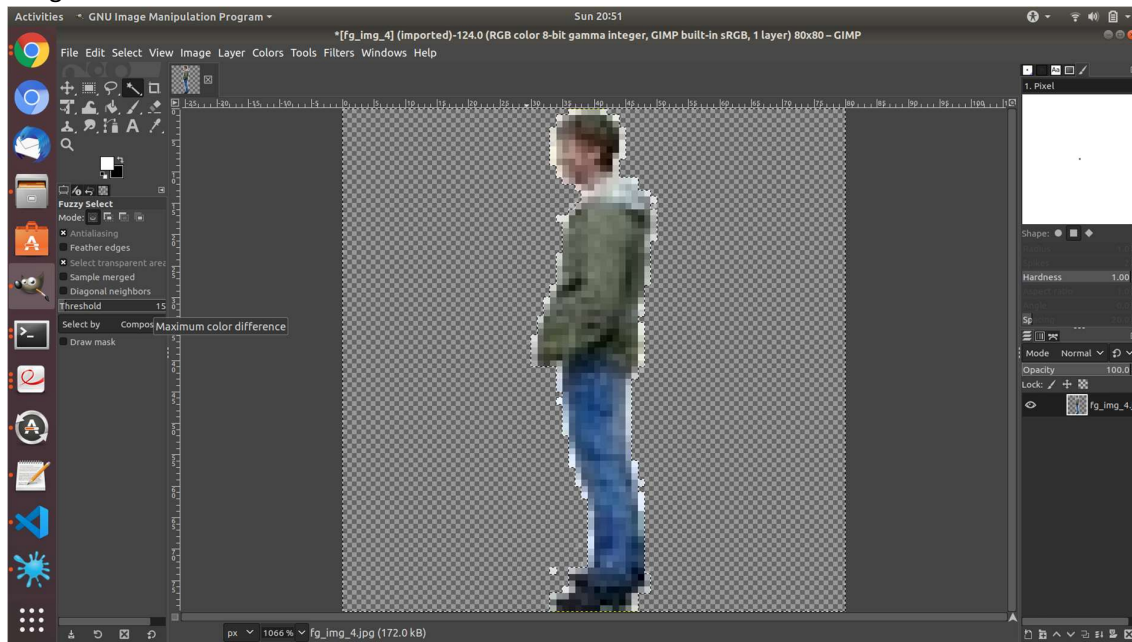 Activities GNU Image Manipulation Program Sun 20:51
*[fg_img_4] (imported)-124.0 (RGB color 8-bit gamma integer, GIMP built-in sRGB, 1 layer) 80x80 – GIMP
File Edit Select View Image Layer Colors Tools Filters Windows Help
1. Pixel
Fuzzy Select
Mode:
Antialiasing
Feather edges
Select transparent area
Sample merged
Diagonal neighbors
Threshold 15
Select by Compos
Maximum color difference
Draw mask
Shape:
Hardness 1.00
Sp
Mode Normal
Opacity 100.0
Lock:
fg_img_4.
px 1066 % fg_img_4.jpg (172.0 kB)